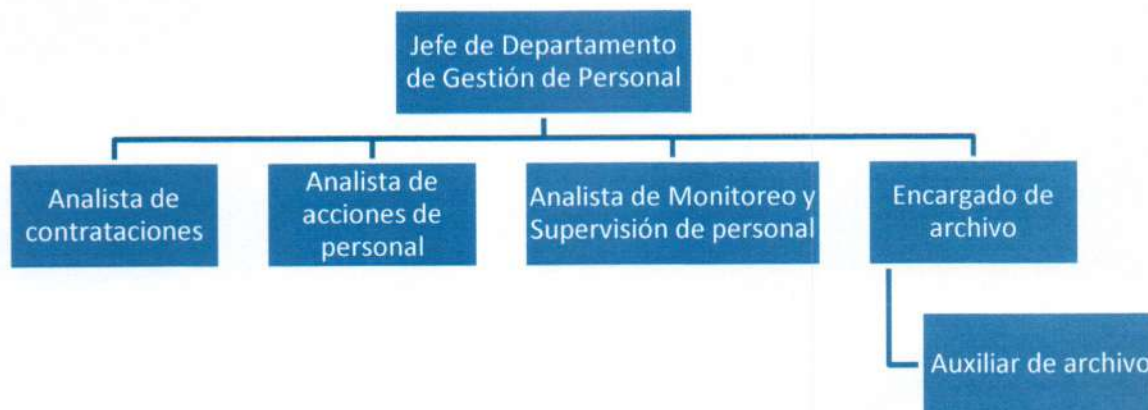 Jefe de Departamento
de Gestión de Personal
Analista de
contrataciones
Analista de
acciones de
personal
Analista de Monitoreo y
Supervisión de personal
Encargado de
archivo
Auxiliar de archivo